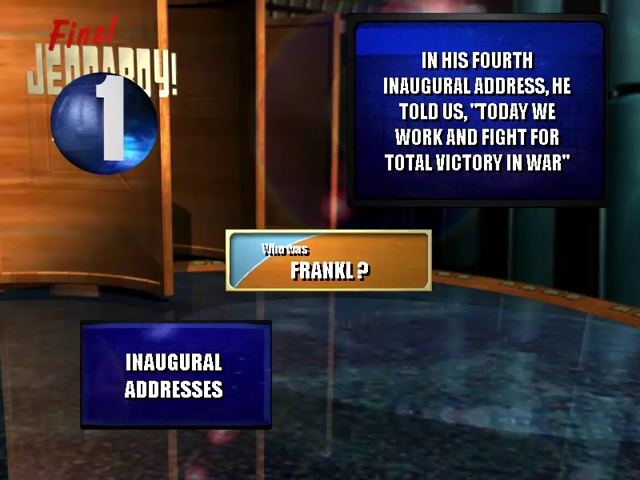 Final
JEOPARDY!
1
IN HIS FOURTH
INAUGURAL ADDRESS, HE
TOLD US, "TODAY WE
WORK AND FIGHT FOR
TOTAL VICTORY IN WAR"
Who was
FRANKL ?
INAUGURAL
ADDRESSES